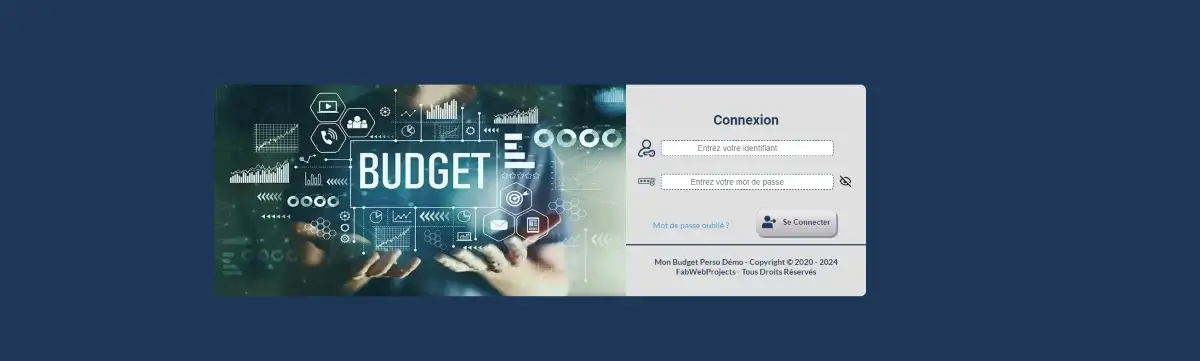 BUDGET
Connexion
Entrez votre identifiant
Entrez votre mot de passe
Mot de passe oublié ?
Se Connecter
Mon Budget Perso Démo - Copyright © 2020 - 2024
FabWebProjects - Tous Droits Réservés